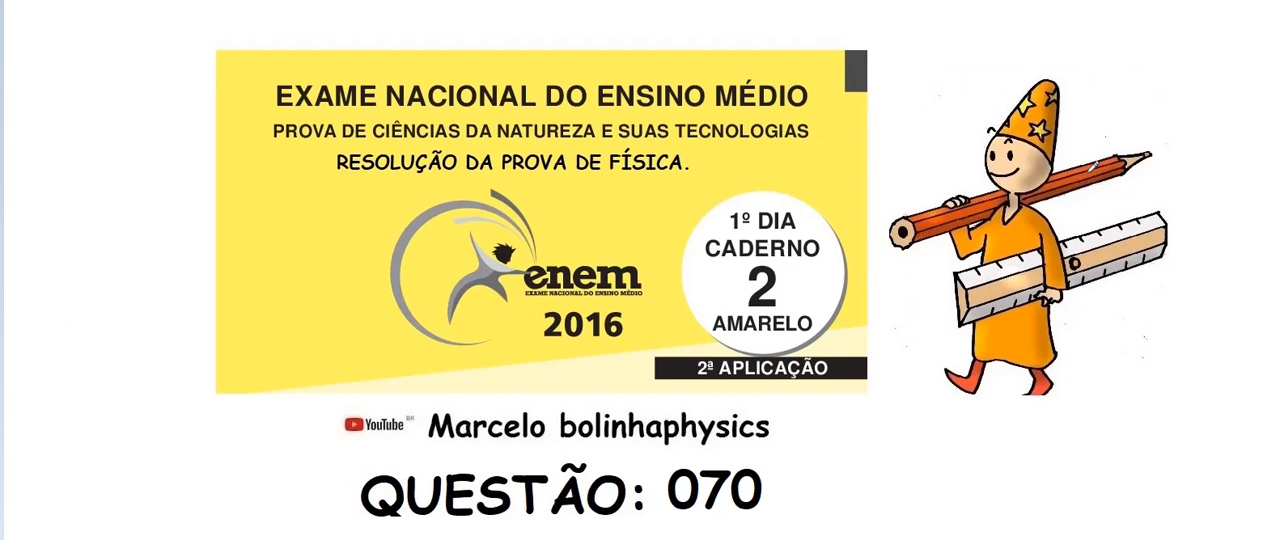 EXAME NACIONAL DO ENSINO MÉDIO
PROVA DE CIÊNCIAS DA NATUREZA E SUAS TECNOLOGIAS
RESOLUÇÃO DA PROVA DE FÍSICA.
enem
EXAME NACIONAL DO ENSINO MÉDIO
2016
1º DIA
CADERNO
2
AMARELO
2ª APLICAÇÃO
YouTube BR
Marcelo bolinhaphysics
QUESTÃO: 070